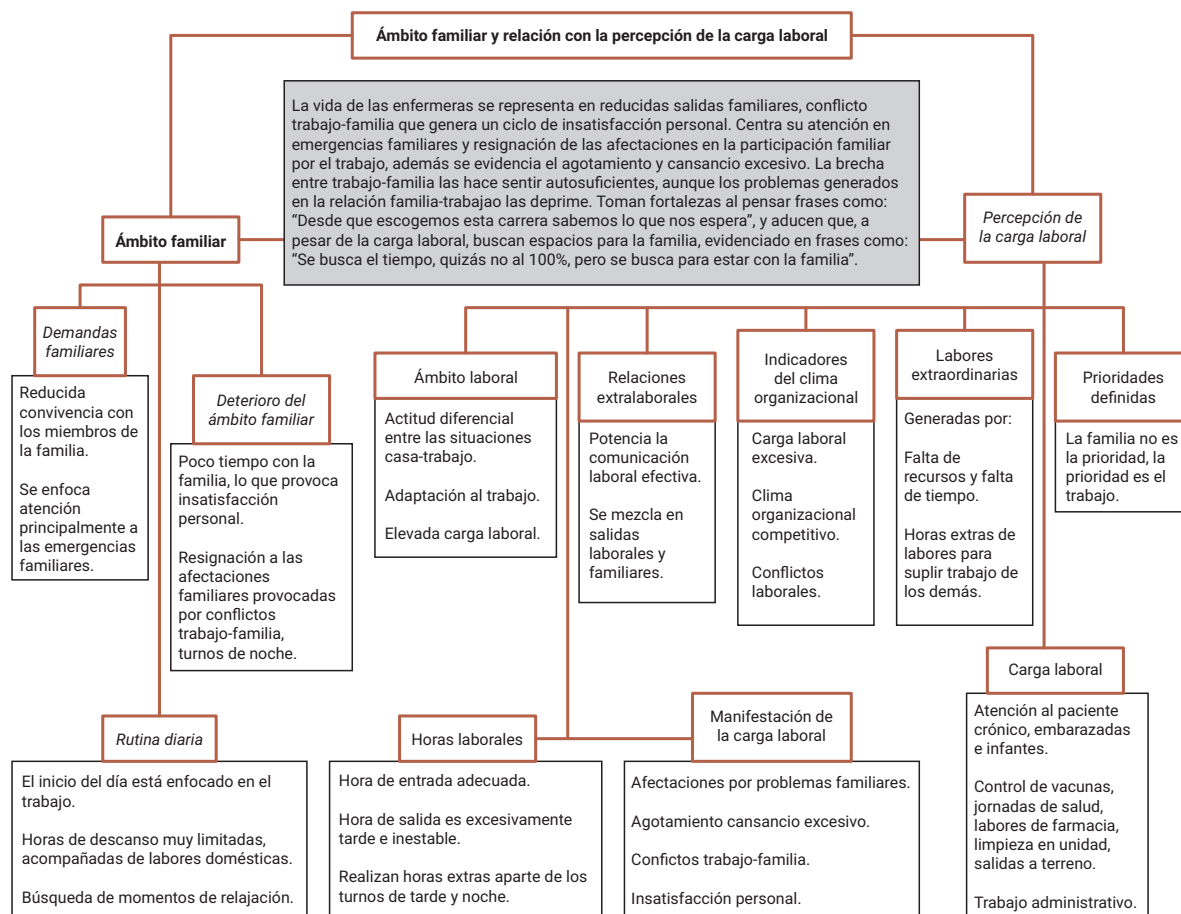 Ámbito familiar y relación con la percepción de la carga laboral
La vida de las enfermeras se representa en reducidas salidas familiares, conflicto
trabajo-familia que genera un ciclo de insatisfacción personal. Centra su atención en
emergencias familiares y resignación de las afectaciones en la participación familiar
por el trabajo, además se evidencia el agotamiento y cansancio excesivo. La brecha
entre trabajo-familia las hace sentir autosuficientes, aunque los problemas generados
en la relación familia-trabajao las deprime. Toman fortalezas al pensar frases como:
“Desde que escogemos esta carrera sabemos lo que nos espera”, y aducen que, a
pesar de la carga laboral, buscan espacios para la familia, evidenciado en frases como:
“Se busca el tiempo, quizás no al 100%, pero se busca para estar con la familia”.
Ámbito familiar
Percepción de
la carga laboral
Demandas
familiares
Reducida
convivencia con
los miembros de
la familia.
Se enfoca
atención
principalmente a
las emergencias
familiares.
Deterioro del
ámbito familiar
Poco tiempo con la
familia, lo que provoca
insatisfacción
personal.
Resignación a las
afectaciones
familiares provocadas
por conflictos
trabajo-familia,
turnos de noche.
Ámbito laboral
Actitud diferencial
entre las situaciones
casa-trabajo.
Adaptación al trabajo.
Elevada carga laboral.
Relaciones
extralaborales
Potencia la
comunicación
laboral efectiva.
Se mezcla en
salidas
laborales y
familiares.
Indicadores
del clima
organizacional
Carga laboral
excesiva.
Clima
organizacional
competitivo.
Conflictos
laborales.
Labores
extraordinarias
Generadas por:
Falta de
recursos y falta
de tiempo.
Horas extras de
labores para
suplir trabajo de
los demás.
Prioridades
definidas
La familia no es
la prioridad, la
prioridad es el
trabajo.
Rutina diaria
El inicio del día está enfocado en el
trabajo.
Horas de descanso muy limitadas,
acompañadas de labores domésticas.
Búsqueda de momentos de relajación.
Horas laborales
Hora de entrada adecuada.
Hora de salida es excesivamente
tarde e inestable.
Realizan horas extras aparte de los
turnos de tarde y noche.
Manifestación de
la carga laboral
Afectaciones por problemas familiares.
Agotamiento cansancio excesivo.
Confictos trabajo-familia.
Insatisfacción personal.
Carga laboral
Atención al paciente
crónico, embarazadas
e infantes.
Control de vacunas,
jornadas de salud,
labores de farmacia,
limpieza en unidad,
salidas a terreno.
Trabajo administrativo.